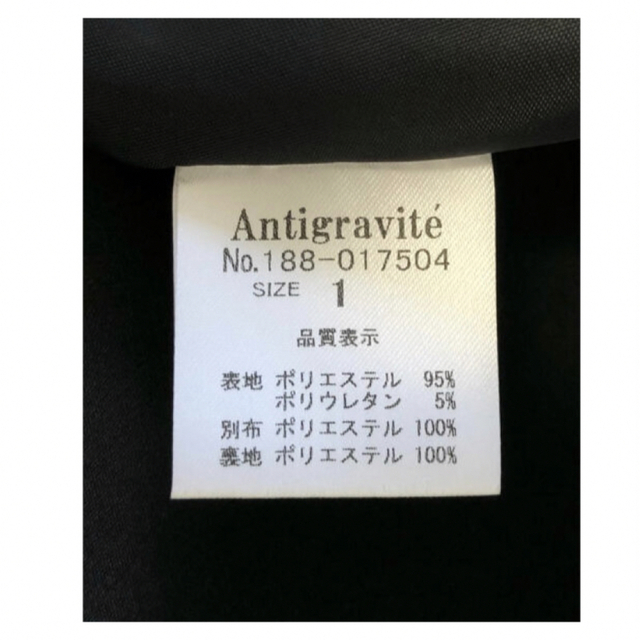 Antigravité
No.188-017504
SIZE 1
品質表示
表地 ポリエステル 95%
ポリウレタン 5%
別布 ポリエステル 100%
裏地 ポリエステル 100%